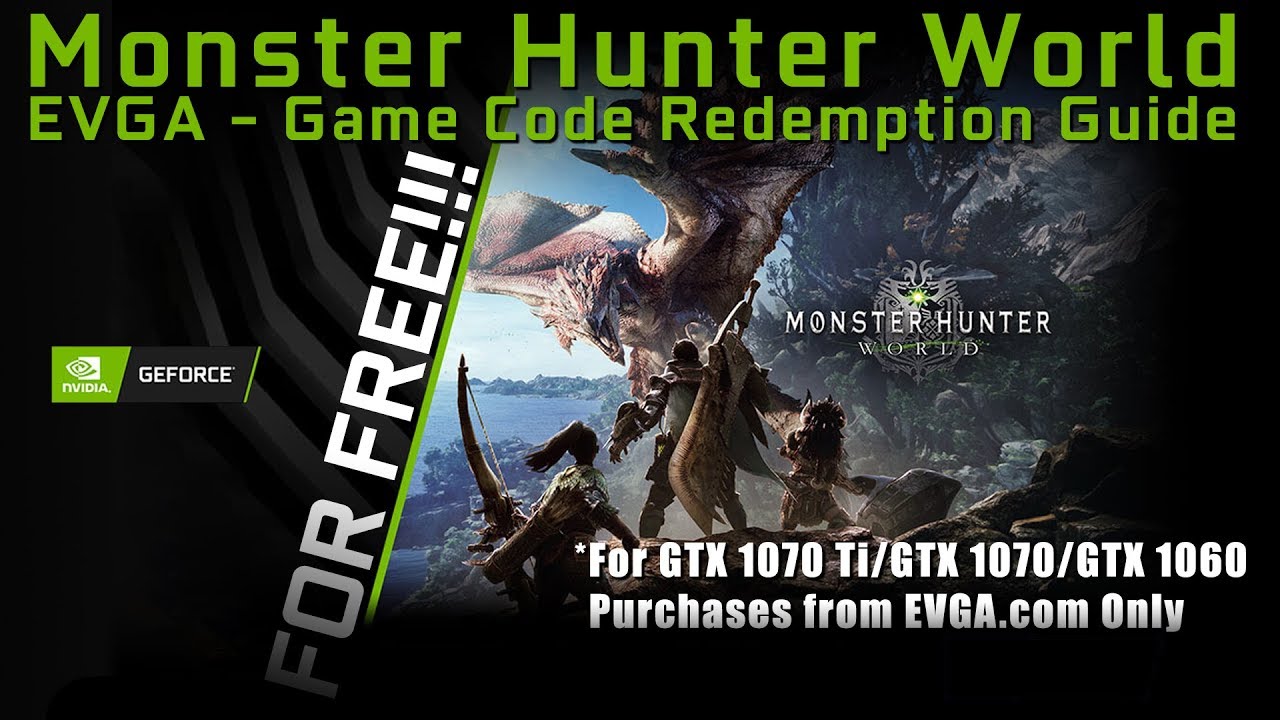 Monster Hunter World
EVGA - Game Code Redemption Guide
FOR FREE!!!
NVIDIA.
GEFORCE
MONSTER HUNTER
WORLD
*For GTX 1070 Ti/GTX 1070/GTX 1060
Purchases from EVGA.com Only